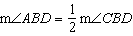 m∠ABD = 1/2 m∠CBD